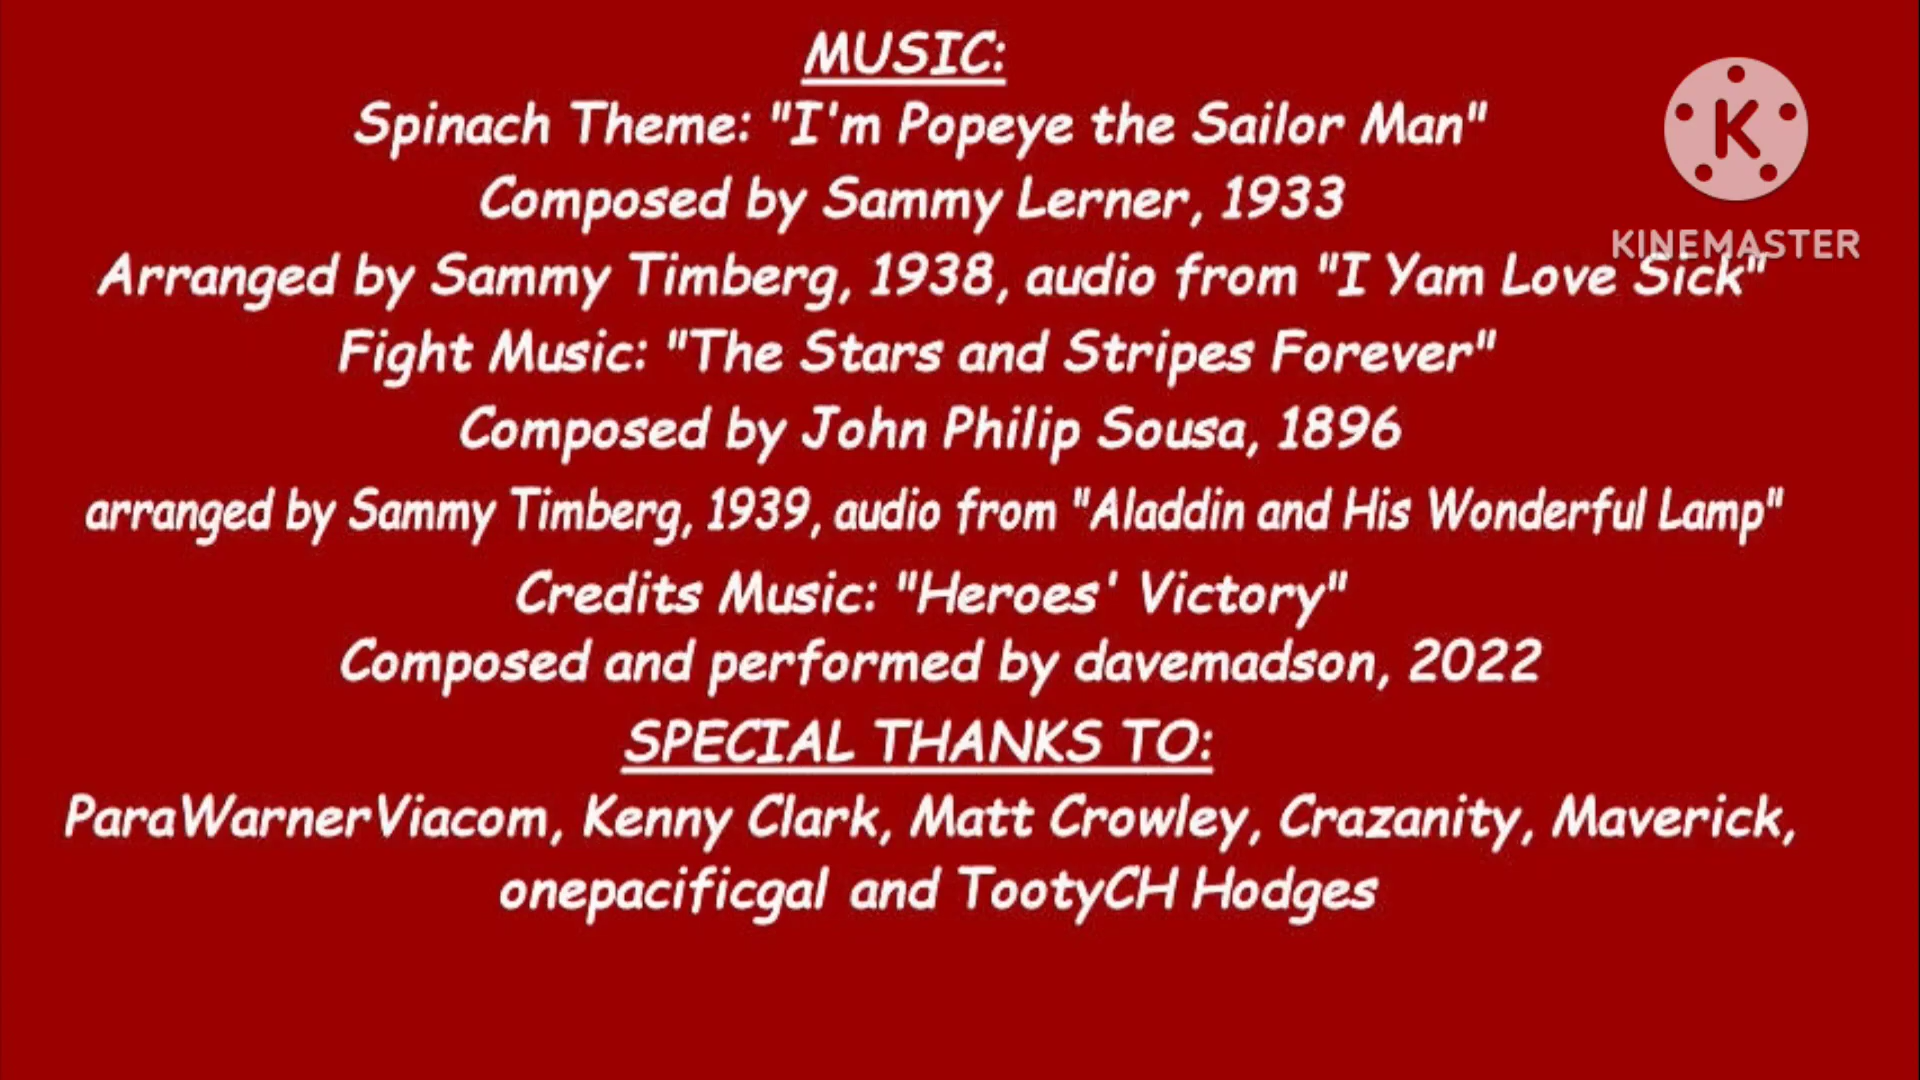 MUSIC:
Spinach Theme: "I'm Popeye the Sailor Man"
Composed by Sammy Lerner, 1933
Arranged by Sammy Timberg, 1938, audio from "I Yam Love Sick"
Fight Music: "The Stars and Stripes Forever"
Composed by John Philip Sousa, 1896
arranged by Sammy Timberg, 1939, audio from "Aladdin and His Wonderful Lamp"
Credits Music: "Heroes' Victory"
Composed and performed by davemadson, 2022
SPECIAL THANKS TO:
ParaWarnerViacom, Kenny Clark, Matt Crowley, Crazanity, Maverick,
onepacificgal and TootyCH Hodges
K
KINEMASTER